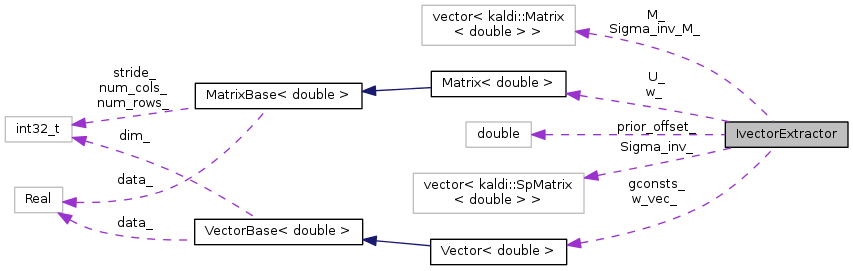 vector< kaldi::Matrix
< double > >
M_
Sigma_inv_M_
stride_
num_cols_
num_rows_
MatrixBase< double >
Matrix< double >
U_
w_
int32_t
dim_
double
prior_offset_
IvectorExtractor
Sigma_inv_
data_
vector< kaldi::SpMatrix
< double > >
gconsts_
w_vec_
Real
data_
VectorBase< double >
Vector< double >